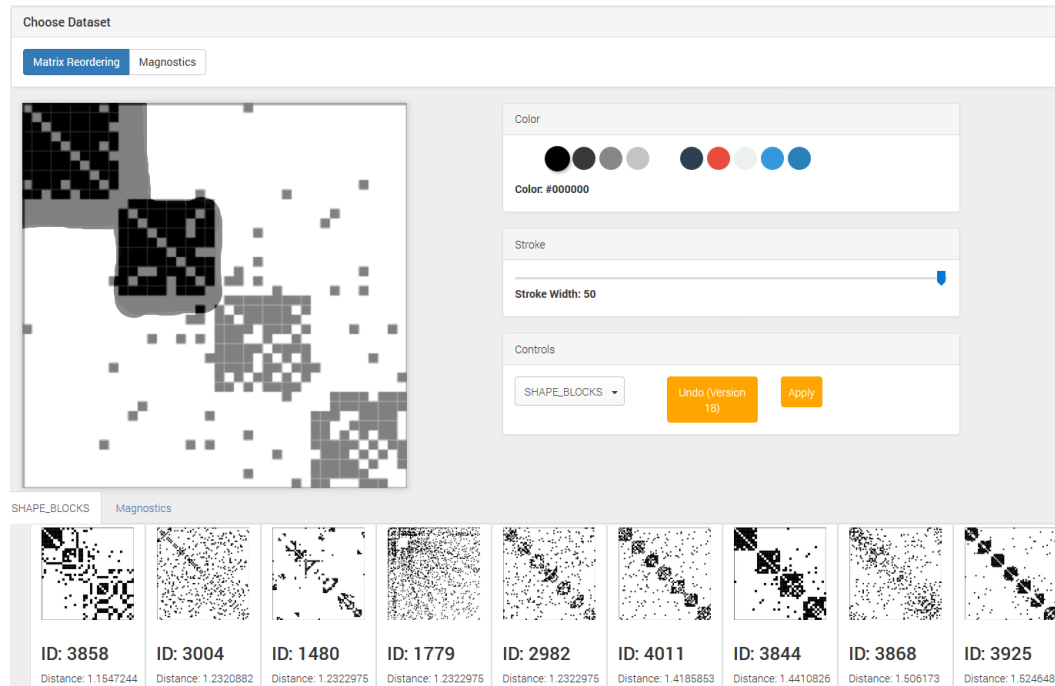 Choose Dataset
Matrix Reordering Magnostics
Color
Color: #000000
Stroke
Stroke Width: 50
Controls
SHAPE_BLOCKS
Undo (Version
18)
Apply
SHAPE_BLOCKS Magnostics
ID: 3858 ID: 3004 ID: 1480 ID: 1779 ID: 2982 ID: 4011 ID: 3844 ID: 3868 ID: 3925
Distance: 1.1547244 Distance: 1.2320882 Distance: 1.2322975 Distance: 1.2322975 Distance: 1.2322975 Distance: 1.4185853 Distance: 1.4410826 Distance: 1.506173 Distance: 1.524648